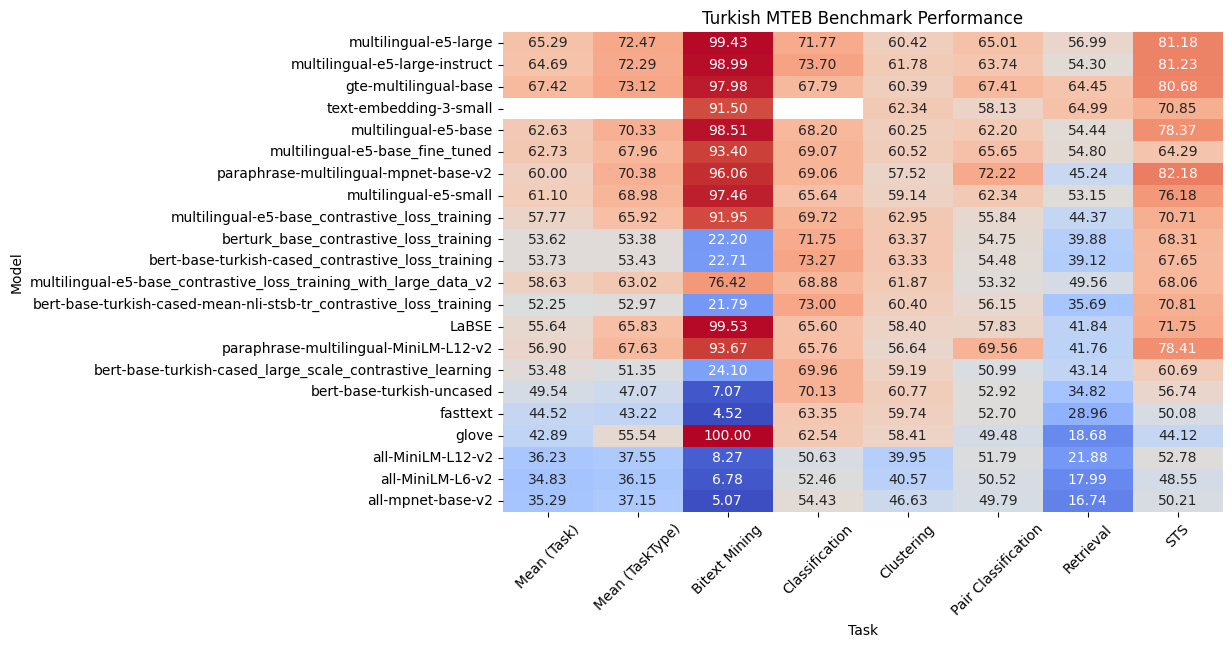 Turkish MTEB Benchmark Performance
multilingual-e5-large 65.29 72.47 99.43 71.77 60.42 65.01 56.99 81.18
multilingual-e5-large-instruct 64.69 72.29 98.99 73.70 61.78 63.74 54.30 81.23
gte-multilingual-base 67.42 73.12 97.98 67.79 60.39 67.41 64.45 80.68
text-embedding-3-small 91.50 62.34 58.13 64.99 70.85
multilingual-e5-base 62.63 70.33 98.51 68.20 60.25 62.20 54.44 78.37
multilingual-e5-base_fine_tuned 62.73 67.96 93.40 69.07 60.52 65.65 54.80 64.29
paraphrase-multilingual-mpnet-base-v2 60.00 70.38 96.06 69.06 57.52 72.22 45.24 82.18
multilingual-e5-small 61.10 68.98 97.46 65.64 59.14 62.34 53.15 76.18
multilingual-e5-base_contrastive_loss_training 57.77 65.92 91.95 69.72 62.95 55.84 44.37 70.71
berturk_base_contrastive_loss_training 53.62 53.38 22.20 71.75 63.37 54.75 39.88 68.31
bert-base-turkish-cased_contrastive_loss_training 53.73 53.43 22.71 73.27 63.33 54.48 39.12 67.65
multilingual-e5-base_contrastive_loss_training_with_large_data_v2 58.63 63.02 76.42 68.88 61.87 53.32 49.56 68.06
bert-base-turkish-cased-mean-nli-stsb-tr_contrastive_loss_training 52.25 52.97 21.79 73.00 60.40 56.15 35.69 70.81
LaBSE 55.64 65.83 99.53 65.60 58.40 57.83 41.84 71.75
paraphrase-multilingual-MiniLM-L12-v2 56.90 67.63 93.67 65.76 56.64 69.56 41.76 78.41
bert-base-turkish-cased_large_scale_contrastive_learning 53.48 51.35 24.10 69.96 59.19 50.99 43.14 60.69
bert-base-turkish-uncased 49.54 47.07 7.07 70.13 60.77 52.92 34.82 56.74
fasttext 44.52 43.22 4.52 63.35 59.74 52.70 28.96 50.08
glove 42.89 55.54 100.00 62.54 58.41 49.48 18.68 44.12
all-MiniLM-L12-v2 36.23 37.55 8.27 50.63 39.95 51.79 21.88 52.78
all-MiniLM-L6-v2 34.83 36.15 6.78 52.46 40.57 50.52 17.99 48.55
all-mpnet-base-v2 35.29 37.15 5.07 54.43 46.63 49.79 16.74 50.21
Model
Mean (Task)
Mean (TaskType)
Bitext Mining
Classification
Clustering
Pair Classification
Retrieval
STS
Task